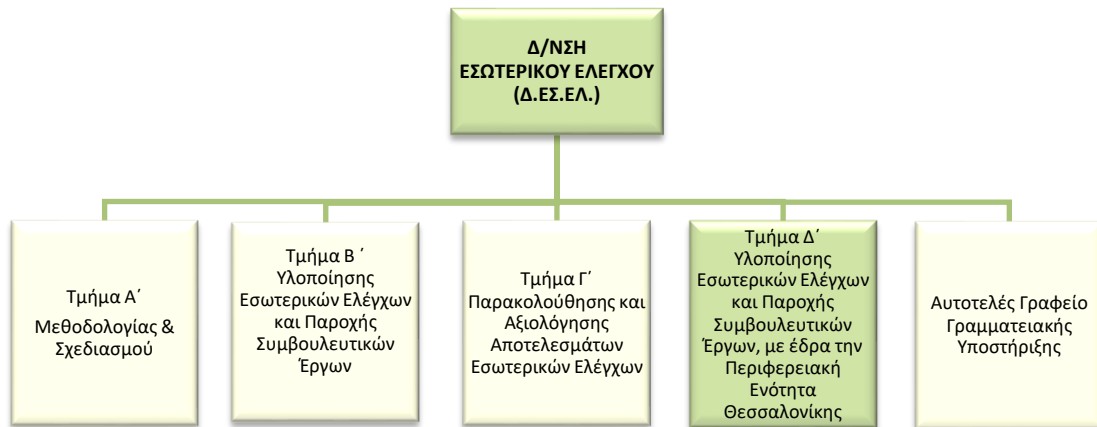 Δ/ΝΣΗ
ΕΣΩΤΕΡΙΚΟΥ ΕΛΕΓΧΟΥ
(Δ.ΕΣ.ΕΛ.)
Τμήμα Α΄
Μεθοδολογίας &
Σχεδιασμού
Τμήμα Β ΄
Υλοποίησης
Εσωτερικών Ελέγχων
και Παροχής
Συμβουλευτικών
Έργων
Τμήμα Γ΄
Παρακολούθησης και
Αξιολόγησης
Αποτελεσμάτων
Εσωτερικών Ελέγχων
Τμήμα Δ΄
Υλοποίησης
Εσωτερικών Ελέγχων
και Παροχής
Συμβουλευτικών
Έργων, με έδρα την
Περιφερειακή
Ενότητα
Θεσσαλονίκης
Αυτοτελές Γραφείο
Γραμματειακής
Υποστήριξης